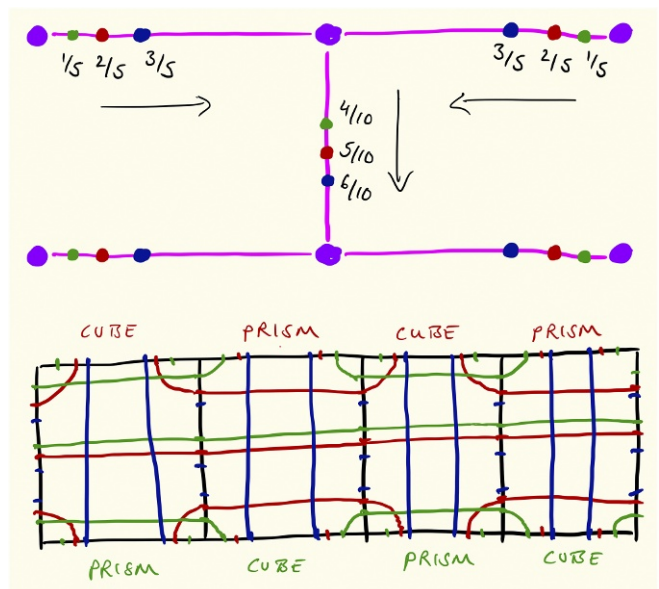 1/5 2/5 3/5 3/5 2/5 1/5
4/10
5/10
6/10
CUBE PRISM CUBE PRISM
PRISM CUBE PRISM CUBE